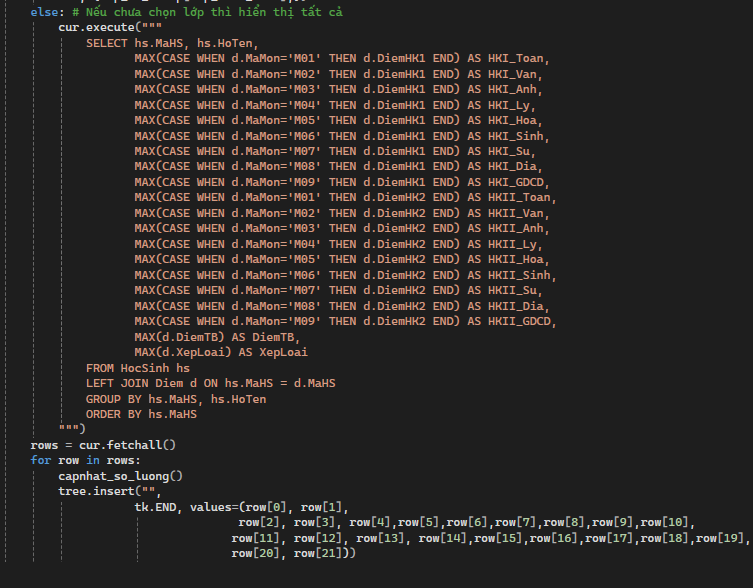 else: # Nếu chưa chọn lớp thì hiển thị tất cả
cur.execute("""
SELECT hs.MaHS, hs.HoTen,
MAX(CASE WHEN d.MaMon='M01' THEN d.DiemHK1 END) AS HKI_Toan,
MAX(CASE WHEN d.MaMon='M02' THEN d.DiemHK1 END) AS HKI_Van,
MAX(CASE WHEN d.MaMon='M03' THEN d.DiemHK1 END) AS HKI_Anh,
MAX(CASE WHEN d.MaMon='M04' THEN d.DiemHK1 END) AS HKI_Ly,
MAX(CASE WHEN d.MaMon='M05' THEN d.DiemHK1 END) AS HKI_Hoa,
MAX(CASE WHEN d.MaMon='M06' THEN d.DiemHK1 END) AS HKI_Sinh,
MAX(CASE WHEN d.MaMon='M07' THEN d.DiemHK1 END) AS HKI_Su,
MAX(CASE WHEN d.MaMon='M08' THEN d.DiemHK1 END) AS HKI_Dia,
MAX(CASE WHEN d.MaMon='M09' THEN d.DiemHK1 END) AS HKI_GDCD,
MAX(CASE WHEN d.MaMon='M01' THEN d.DiemHK2 END) AS HKII_Toan,
MAX(CASE WHEN d.MaMon='M02' THEN d.DiemHK2 END) AS HKII_Van,
MAX(CASE WHEN d.MaMon='M03' THEN d.DiemHK2 END) AS HKII_Anh,
MAX(CASE WHEN d.MaMon='M04' THEN d.DiemHK2 END) AS HKII_Ly,
MAX(CASE WHEN d.MaMon='M05' THEN d.DiemHK2 END) AS HKII_Hoa,
MAX(CASE WHEN d.MaMon='M06' THEN d.DiemHK2 END) AS HKII_Sinh,
MAX(CASE WHEN d.MaMon='M07' THEN d.DiemHK2 END) AS HKII_Su,
MAX(CASE WHEN d.MaMon='M08' THEN d.DiemHK2 END) AS HKII_Dia,
MAX(CASE WHEN d.MaMon='M09' THEN d.DiemHK2 END) AS HKII_GDCD,
MAX(d.DiemTB) AS DiemTB,
MAX(d.XepLoai) AS XepLoai
FROM HocSinh hs
LEFT JOIN Diem d ON hs.MaHS = d.MaHS
GROUP BY hs.MaHS, hs.HoTen
ORDER BY hs.MaHS
""")
rows = cur.fetchall()
for row in rows:
capnhat_so_luong()
tree.insert("",
tk.END, values=(row[0], row[1],
row[2], row[3], row[4],row[5],row[6],row[7],row[8],row[9],row[10],
row[11], row[12], row[13], row[14],row[15],row[16],row[17],row[18],row[19],
row[20], row[21]))